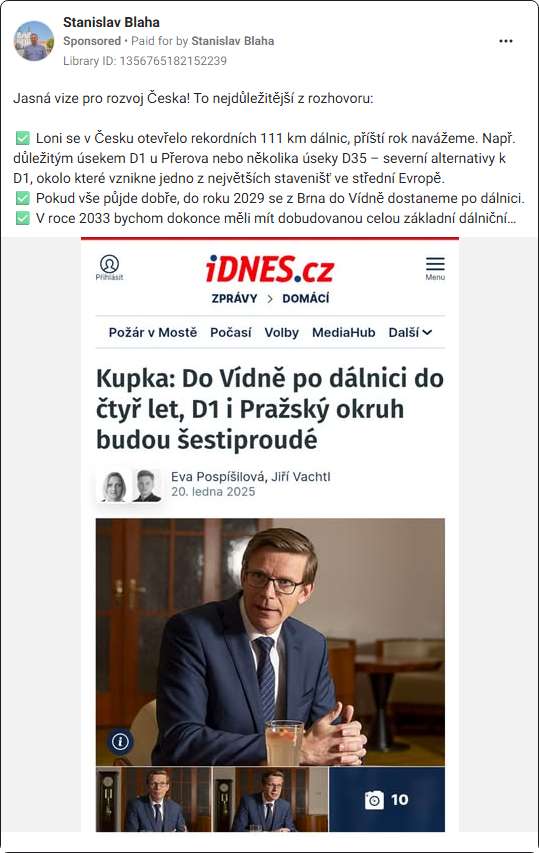 Stanislav Blaha
Sponsored • Paid for by Stanislav Blaha
Library ID: 1356765182152239
Jasná vize pro rozvoj Česka! To nejdůležitější z rozhovoru:
✅ Loni se v Česku otevřelo rekordních 111 km dálnic, příští rok navážeme. Např.
důležitým úsekem D1 u Přerova nebo několika úseky D35 – severní alternativy k
D1, okolo které vznikne jedno z největších stavenišť ve střední Evropě.
✅ Pokud vše půjde dobře, do roku 2029 se z Brna do Vídně dostaneme po dálnici.
✅ V roce 2033 bychom dokonce měli mít dobudovanou celou základní dálniční...
Přihlásit
iDNES.cz
Menu
ZPRÁVY > DOMÁCÍ
Požár v Mostě Počasí Volby MediaHub Další
Kupka: Do Vídně po dálnici do
čtyř let, D1 i Pražský okruh
budou šestiproudé
Eva Pospíšilová, Jiří Vachtl
20. ledna 2025
10